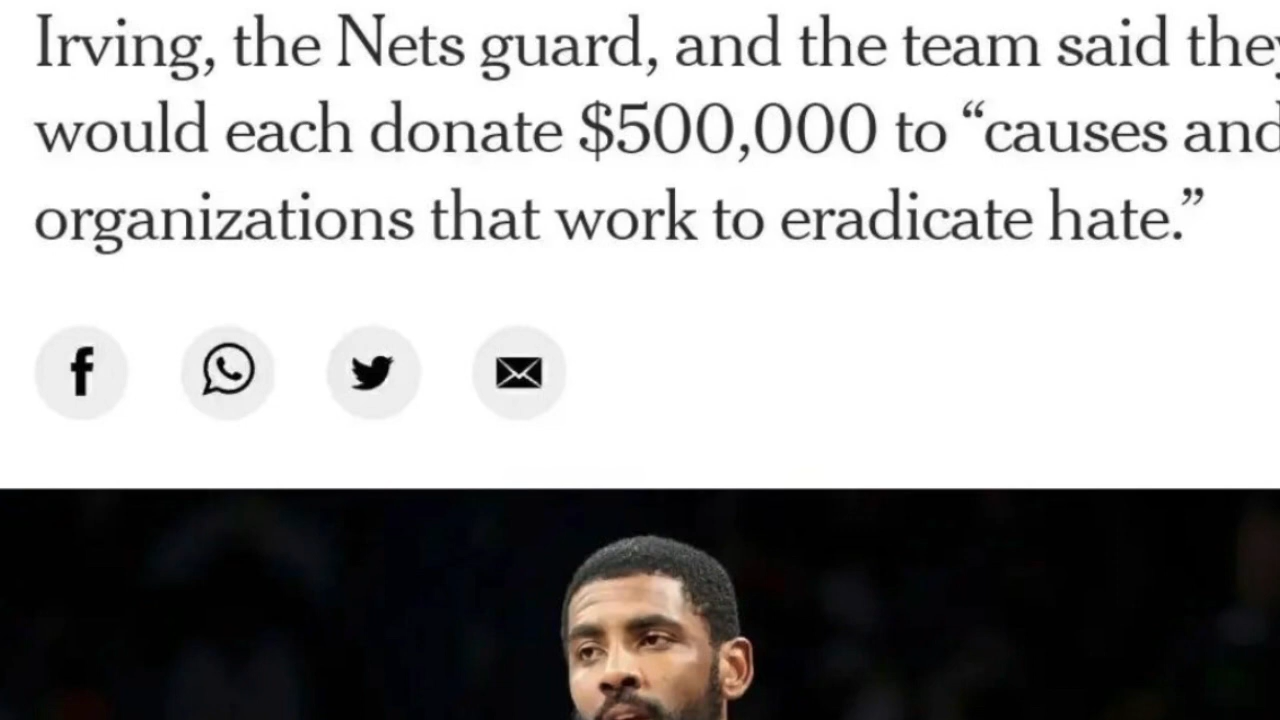 Irving, the Nets guard, and the team said they
would each donate $500,000 to “causes and
organizations that work to eradicate hate.”